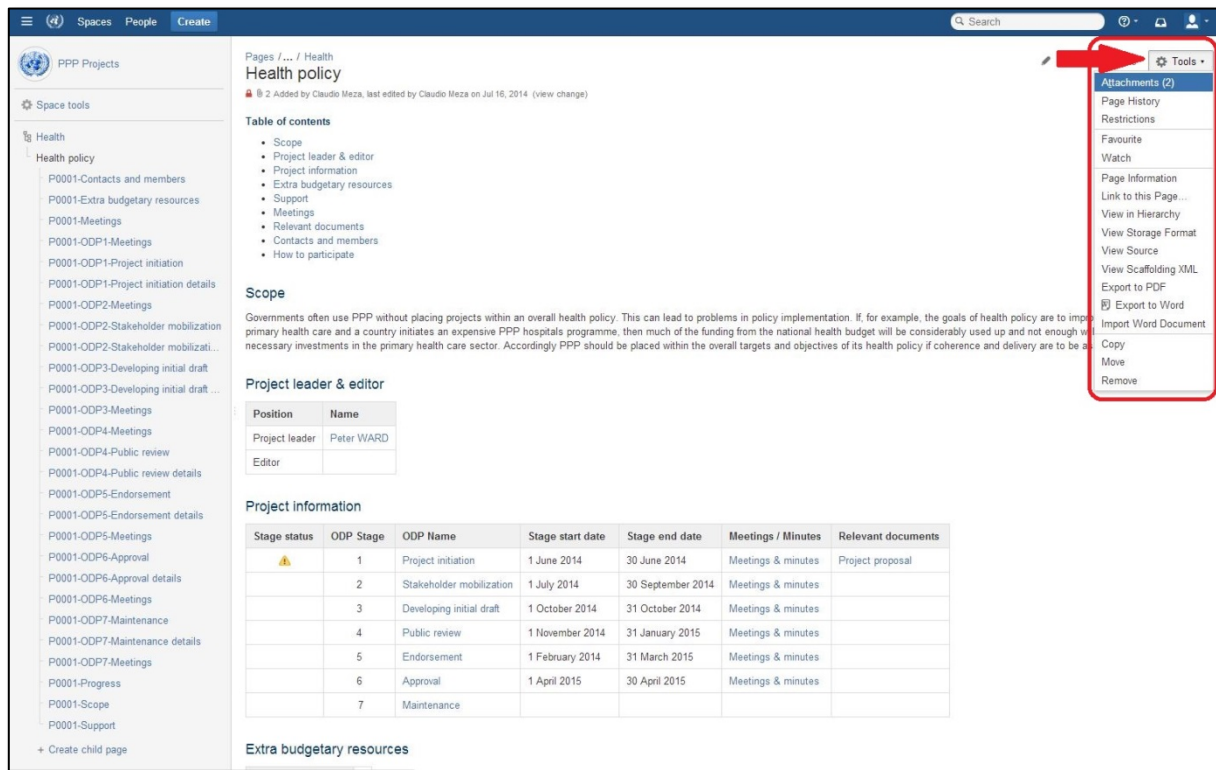 Spaces People Create
Search
PPP Projects
Space tools
Health
Health policy
P0001-Contacts and members
P0001-Extra budgetary resources
P0001-Meetings
P0001-ODP1-Meetings
P0001-ODP1-Project initiation
P0001-ODP1-Project initiation details
P0001-ODP2-Meetings
P0001-ODP2-Stakeholder mobilization
P0001-ODP2-Stakeholder mobilizati...
P0001-ODP3-Developing initial draft
P0001-ODP3-Developing initial draft ...
P0001-ODP3-Meetings
P0001-ODP4-Meetings
P0001-ODP4-Public review
P0001-ODP4-Public review details
P0001-ODP5-Endorsement
P0001-ODP5-Endorsement details
P0001-ODP5-Meetings
P0001-ODP6-Approval
P0001-ODP6-Approval details
P0001-ODP6-Meetings
P0001-ODP7-Maintenance
P0001-ODP7-Maintenance details
P0001-ODP7-Meetings
P0001-Progress
P0001-Scope
P0001-Support
+ Create child page
Pages /... / Health
Health policy
2 Added by Claudio Meza, last edited by Claudio Meza on Jul 16, 2014 (view change)
Table of contents
• Scope
• Project leader & editor
• Project information
• Extra budgetary resources
• Support
• Meetings
• Relevant documents
• Contacts and members
• How to participate
Scope
Governments often use PPP without placing projects within an overall health policy. This can lead to problems in policy implementation. If, for example, the goals of health policy are to impro
primary health care and a country initiates an expensive PPP hospitals programme, then much of the funding from the national health budget will be considerably used up and not enough wi
necessary investments in the primary health care sector. Accordingly PPP should be placed within the overall targets and objectives of its health policy if coherence and delivery are to be as
Project leader & editor
Position Name
Project leader Peter WARD
Editor
Project information
Stage status ODP Stage ODP Name Stage start date Stage end date Meetings / Minutes Relevant documents
1 Project initiation 1 June 2014 30 June 2014 Meetings & minutes Project proposal
2 Stakeholder mobilization 1 July 2014 30 September 2014 Meetings & minutes
3 Developing initial draft 1 October 2014 31 October 2014 Meetings & minutes
4 Public review 1 November 2014 31 January 2015 Meetings & minutes
5 Endorsement 1 February 2014 31 March 2015 Meetings & minutes
6 Approval 1 April 2015 30 April 2015 Meetings & minutes
7 Maintenance
Extra budgetary resources
Tools
Attachments (2)
Page History
Restrictions
Favourite
Watch
Page Information
Link to this Page...
View in Hierarchy
View Storage Format
View Source
View Scaffolding XML
Export to PDF
Export to Word
Import Word Document
Copy
Move
Remove